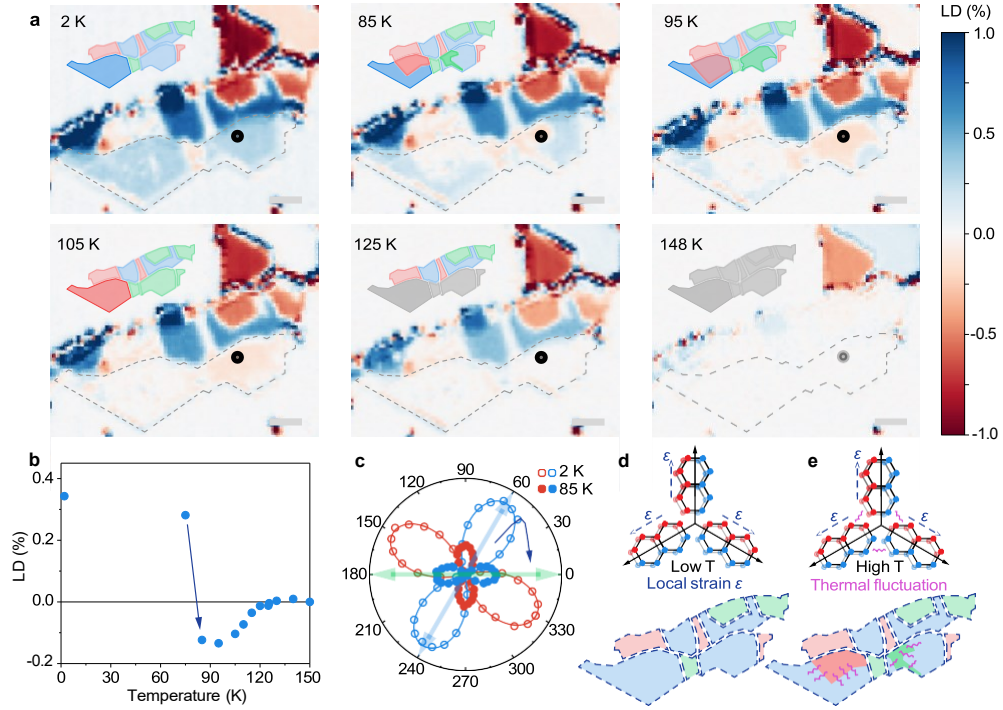 a
2 K
85 K
95 K
LD (%)
1.0
0.5
0.0
-0.5
-1.0
105 K
125 K
148 K
b
0.4
0.2
0.0
-0.2
LD (%)
0 30 60 90 120 150
Temperature (K)
c
2 K
85 K
90
60
30
0
330
300
270
240
210
180
150
120
d
ε
ε ε
Low T
Local strain ε
e
ε
ε ε
High T
Thermal fluctuation